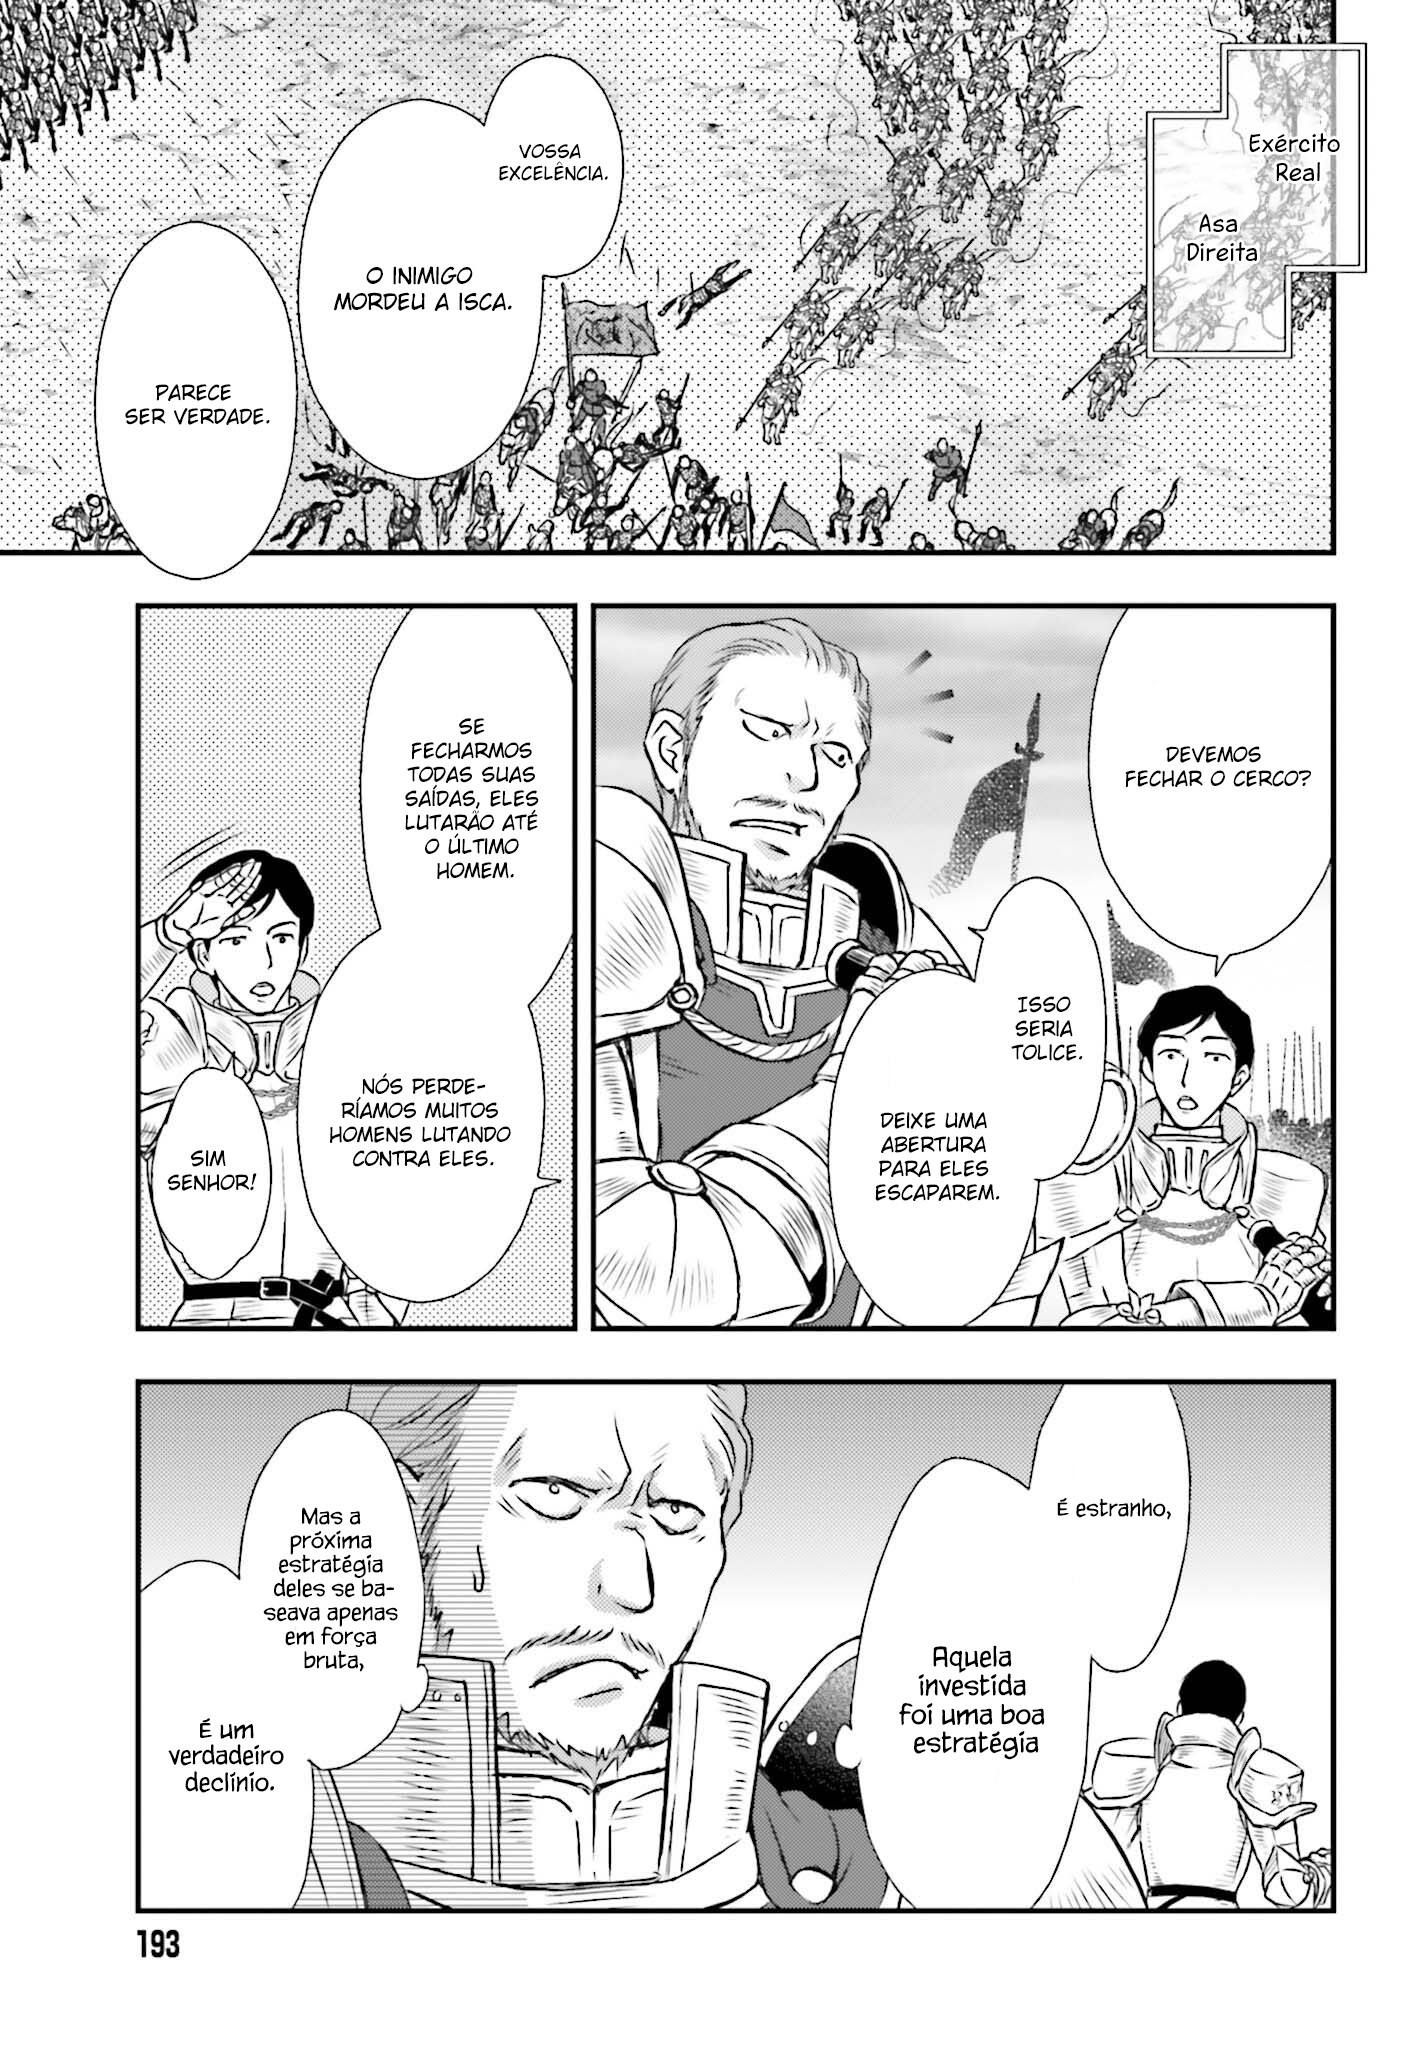 Exército
Real
Asa
Direita
VOSSA
EXCELÊNCIA.
O INIMIGO
MORDEU A ISCA.
PARECE
SER VERDADE.
DEVEMOS
FECHAR O CERCO?
ISSO
SERIA
TOLICE.
DEIXE UMA
ABERTURA
PARA ELES
ESCAPAREM.
SE
FECHARMOS
TODAS SUAS
SAÍDAS, ELES
LUTARÃO ATÉ
O ÚLTIMO
HOMEM.
NÓS PERDE-
RÍAMOS MUITOS
HOMENS LUTANDO
CONTRA ELES.
SIM
SENHOR!
É estranho,
Aquela
investida
foi uma boa
estratégia
Mas a
próxima
estratégia
deles se ba-
seava apenas
em força
bruta,
É um
verdadeiro
declínio.
193